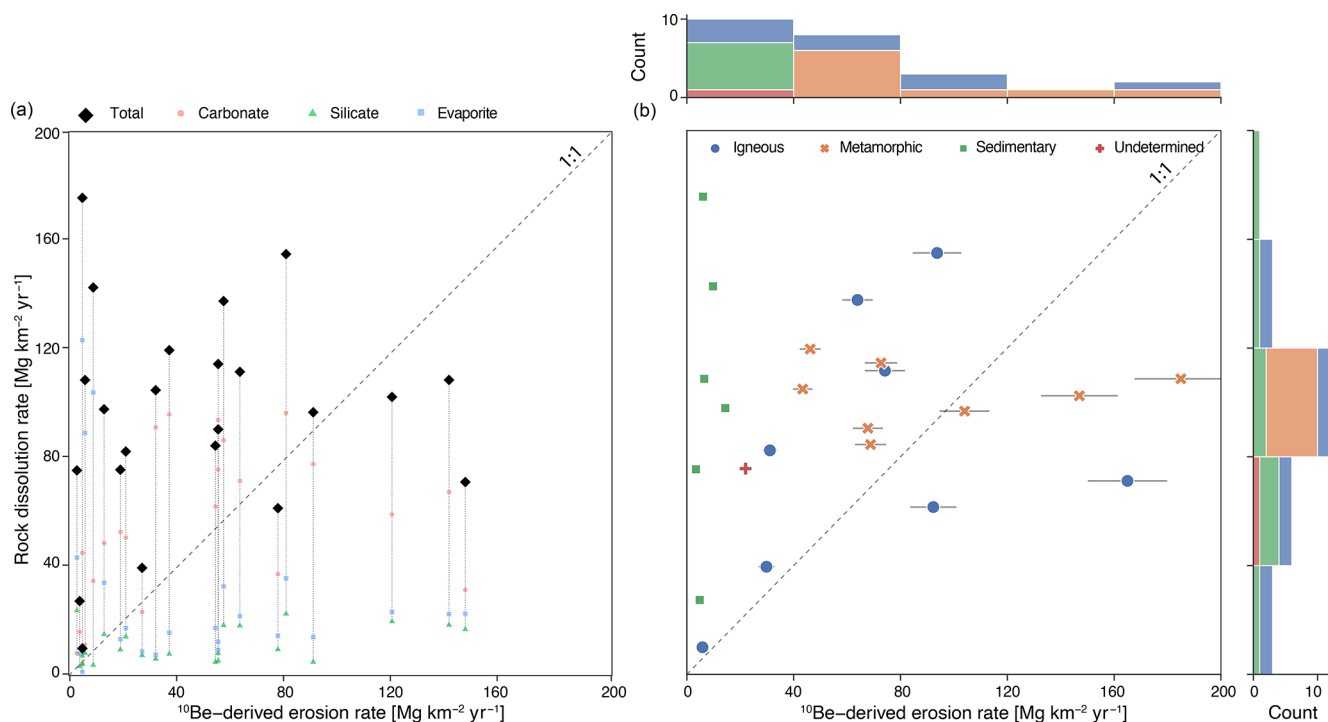 10
Count
0
(a)
Total Carbonate Silicate Evaporite
(b)
200
160
120
80
40
0
Rock dissolution rate [Mg km⁻² yr⁻¹]
1:1
0 40 80 120 160 200
¹⁰Be–derived erosion rate [Mg km⁻² yr⁻¹]
Igneous Metamorphic Sedimentary Undetermined
1:1
0 40 80 120 160 200
¹⁰Be–derived erosion rate [Mg km⁻² yr⁻¹]
0 10
Count